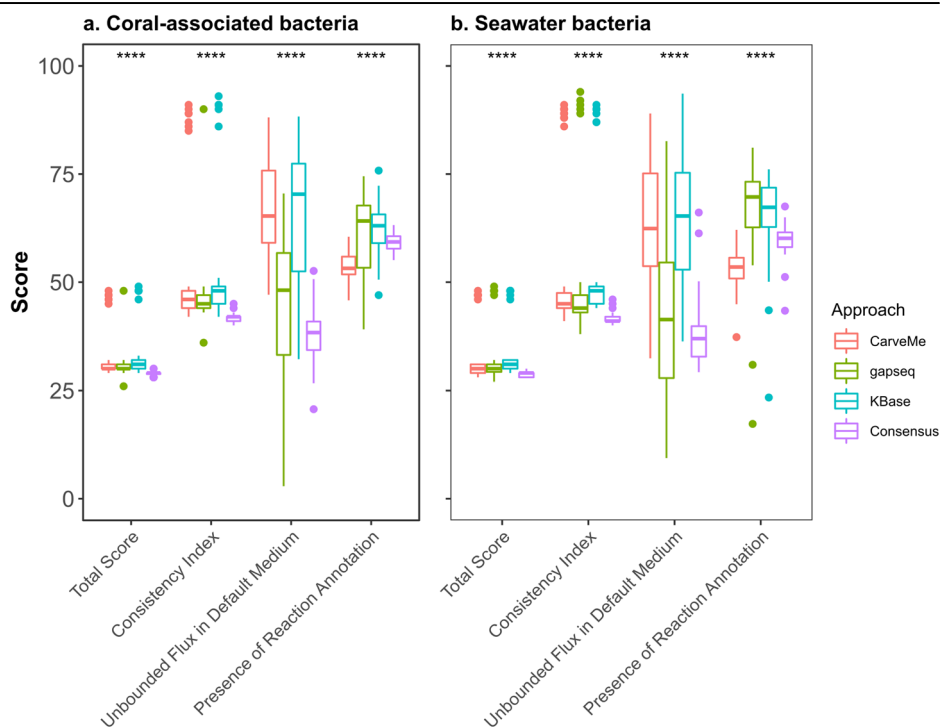 a. Coral-associated bacteria
b. Seawater bacteria
**** **** **** ****
**** **** **** ****
100
75
50
25
0
Score
Total Score
Consistency Index
Unbounded Flux in Default Medium
Presence of Reaction Annotation
Total Score
Consistency Index
Unbounded Flux in Default Medium
Presence of Reaction Annotation
Approach
CarveMe
gapseq
KBase
Consensus